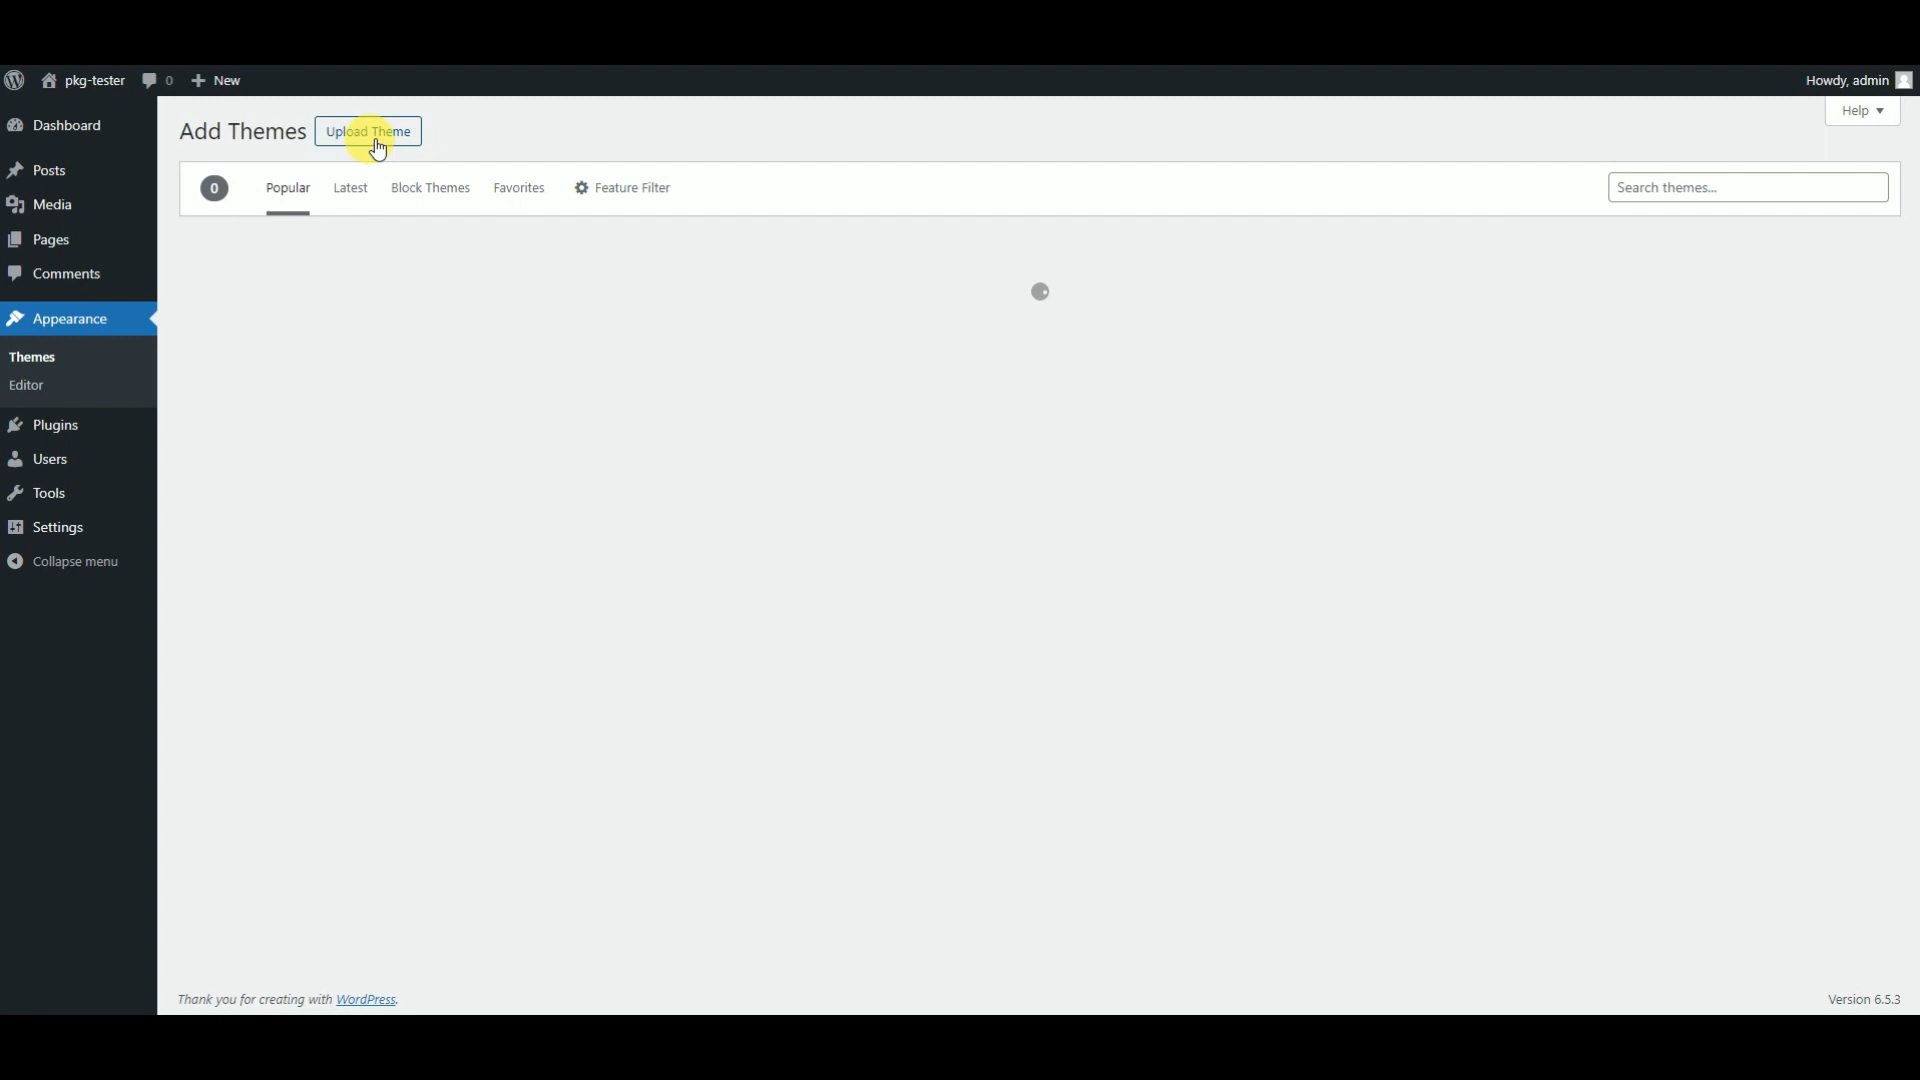 pkg-tester 0 New Howdy, admin
Dashboard
Posts
Media
Pages
Comments
Appearance
Themes
Editor
Plugins
Users
Tools
Settings
Collapse menu
Add Themes Upload Theme Help
0 Popular Latest Block Themes Favorites Feature Filter Search themes...
Thank you for creating with WordPress. Version 6.5.3